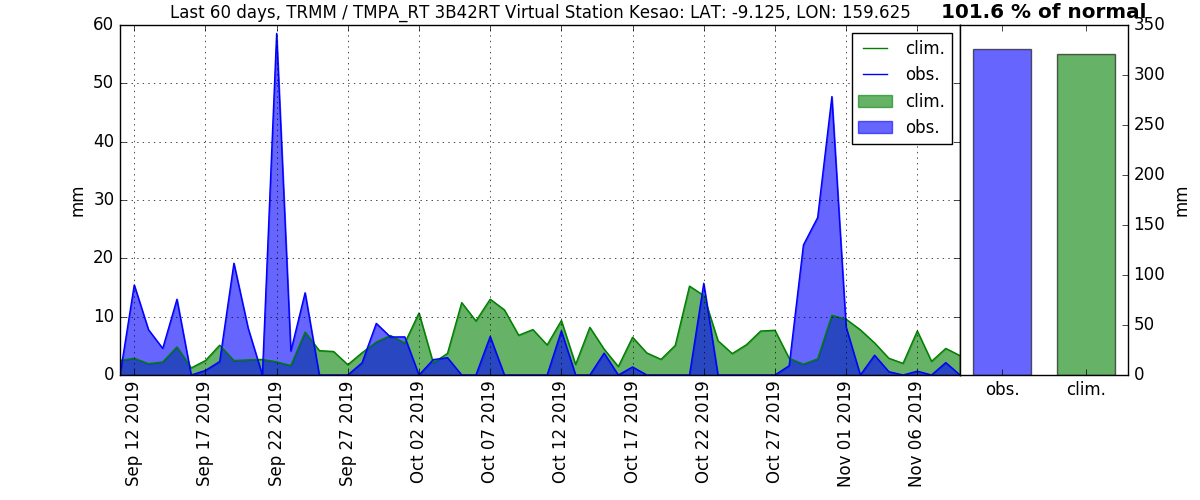 Last 60 days, TRMM / TMPA_RT 3B42RT Virtual Station Kesao: LAT: -9.125, LON: 159.625
101.6 % of normal
60
50
40
30
20
10
0
mm
clim.
obs.
clim.
obs.
350
300
250
200
150
100
50
0
mm
obs.
clim.
Sep 12 2019
Sep 17 2019
Sep 22 2019
Sep 27 2019
Oct 02 2019
Oct 07 2019
Oct 12 2019
Oct 17 2019
Oct 22 2019
Oct 27 2019
Nov 01 2019
Nov 06 2019